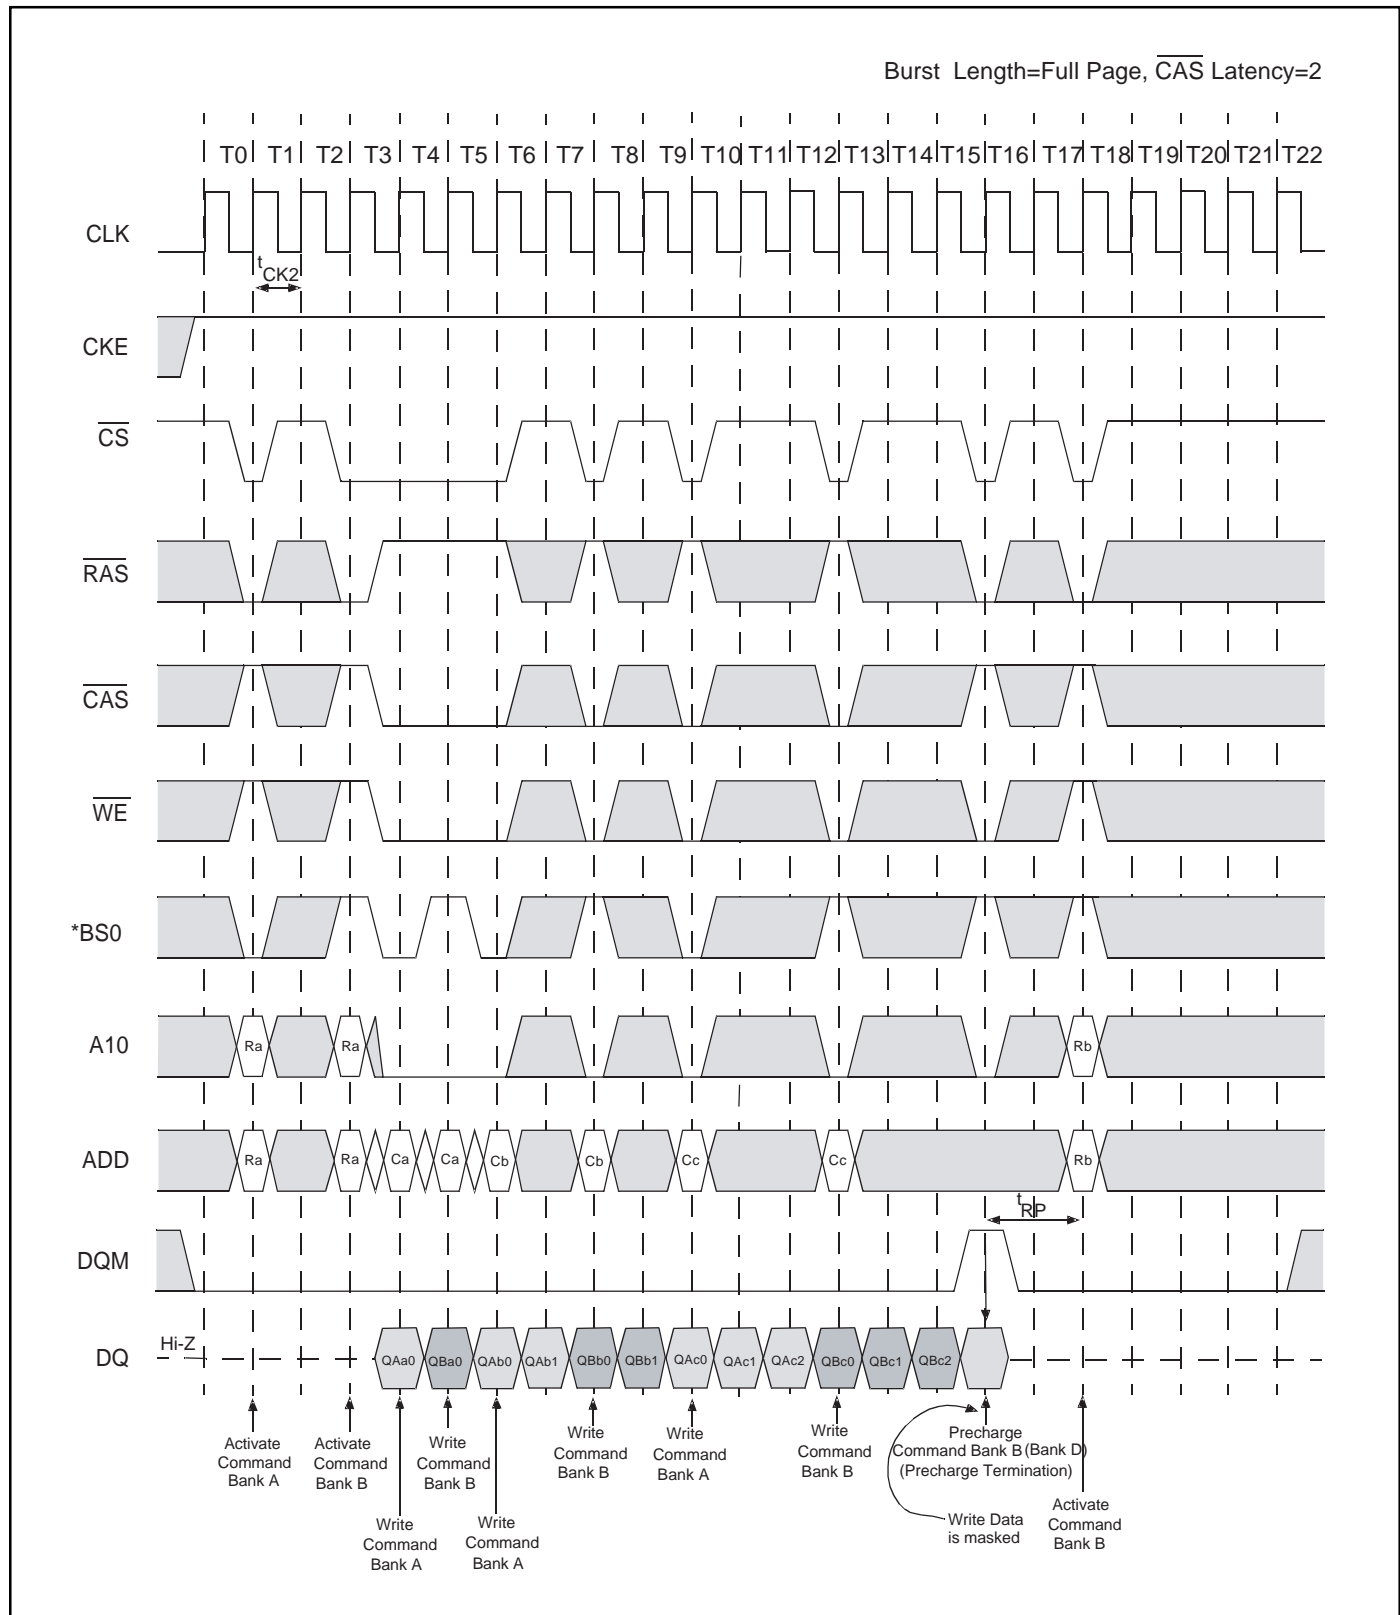 Burst Length=Full Page, CAS Latency=2
T0 T1 T2 T3 T4 T5 T6 T7 T8 T9 T10 T11 T12 T13 T14 T15 T16 T17 T18 T19 T20 T21 T22
CLK
tCK2
CKE
CS
RAS
CAS
WE
*BS0
A10
Ra Ra Rb
ADD
Ra Ra Ca Ca Cb Cb Cc Cc Rb
tRP
DQM
Hi-Z
DQ
QAa0 QBa0 QAb0 QAb1 QBb0 QBb1 QAc0 QAc1 QAc2 QBc0 QBc1 QBc2
Activate
Command
Bank A
Activate
Command
Bank B
Write
Command
Bank B
Write
Command
Bank B
Write
Command
Bank A
Write
Command
Bank B
Precharge
Command Bank B (Bank D)
(Precharge Termination)
Write
Command
Bank A
Write
Command
Bank A
Write Data
is masked
Activate
Command
Bank B